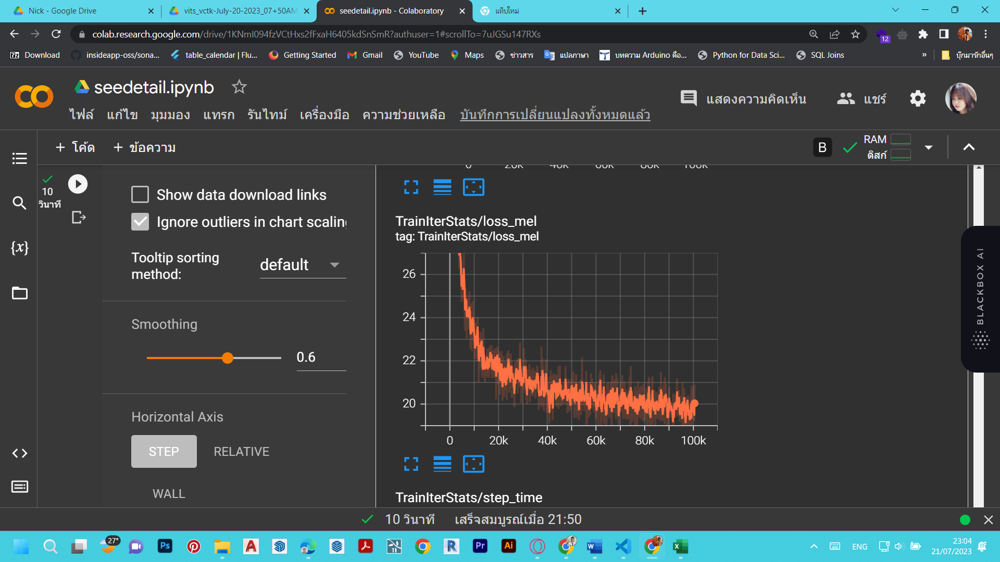 Nick - Google Drive
vits_vctk-July-20-2023_07+50AM
seedetail.ipynb - Colaboratory
แท็บใหม่
colab.research.google.com/drive/1KNmI094fzVCtHxs2fFxaH6405kdSnSmR?authuser=1#scrollTo=7uJGSu147RXs
12
Download
insideapp-oss/sona...
table_calendar | Flu...
Getting Started
Gmail
YouTube
Maps
ข่าวสาร
แปลภาษา
บทความ Arduino คือ...
Python for Data Sci...
SQL Joins
»
บุ๊กมาร์กอื่นๆ
seedetail.ipynb
แสดงความคิดเห็น
แชร์
ไฟล์ แก้ไข มุมมอง แทรก รันไทม์ เครื่องมือ ความช่วยเหลือ บันทึกการเปลี่ยนแปลงทั้งหมดแล้ว
+ โค้ด + ข้อความ
B
RAM
ดิสก์
10
วินาที
{x}
Show data download links
Ignore outliers in chart scaling
Tooltip sorting
method:
default
Smoothing
0.6
Horizontal Axis
STEP RELATIVE
WALL
0 20k 40k 60k 80k 100k
TrainIterStats/loss_mel
tag: TrainIterStats/loss_mel
26
24
22
20
0 20k 40k 60k 80k 100k
TrainIterStats/step_time
BLACKBOX AI
10 วินาที เสร็จสมบูรณ์เมื่อ 21:50
27°
Ps
A
11
R
Pr
Ai
W
X
ENG
23:04
21/07/2023